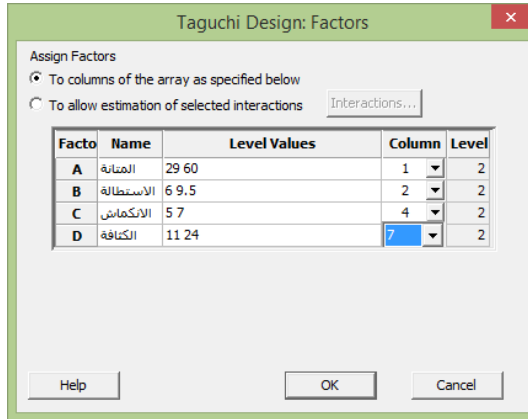 Taguchi Design: Factors
Assign Factors
To columns of the array as specified below
To allow estimation of selected interactions Interactions...
Facto Name Level Values Column Level
A المتانة 29 60 1 2
B الاستطالة 6 9.5 2 2
C الانكماش 5 7 4 2
D الكثافة 11 24 7 2
Help OK Cancel